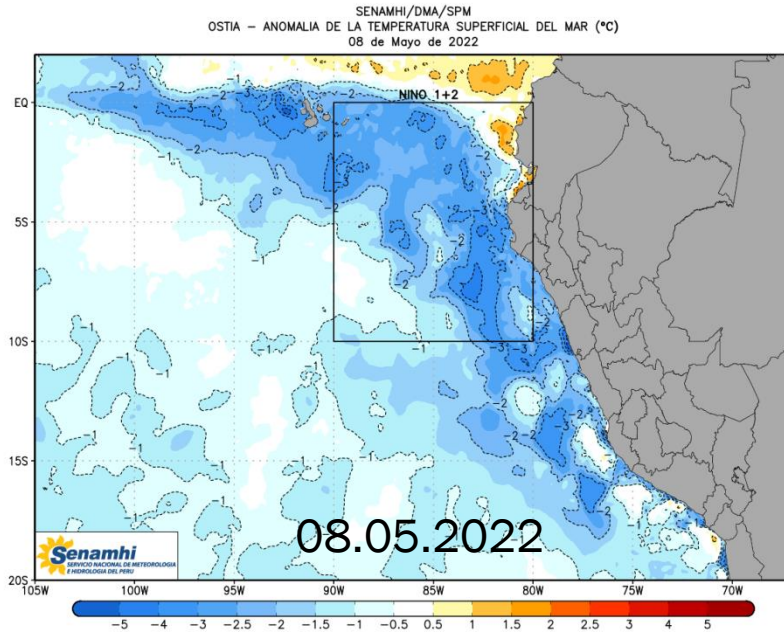 SENAMHI/DMA/SPM
OSTIA − ANOMALIA DE LA TEMPERATURA SUPERFICIAL DEL MAR (°C)
08 de Mayo de 2022
NINO 1+2
EQ
5S
10S
15S
20S
08.05.2022
Senamhi
SERVICIO NACIONAL DE METEOROLOGIA
E HIDROLOGIA DEL PERU
105W 100W 95W 90W 85W 80W 75W 70W
−5 −4 −3 −2 −1.5 −1 −0.5 0.5 1 1.5 2 2.5 3 4 5